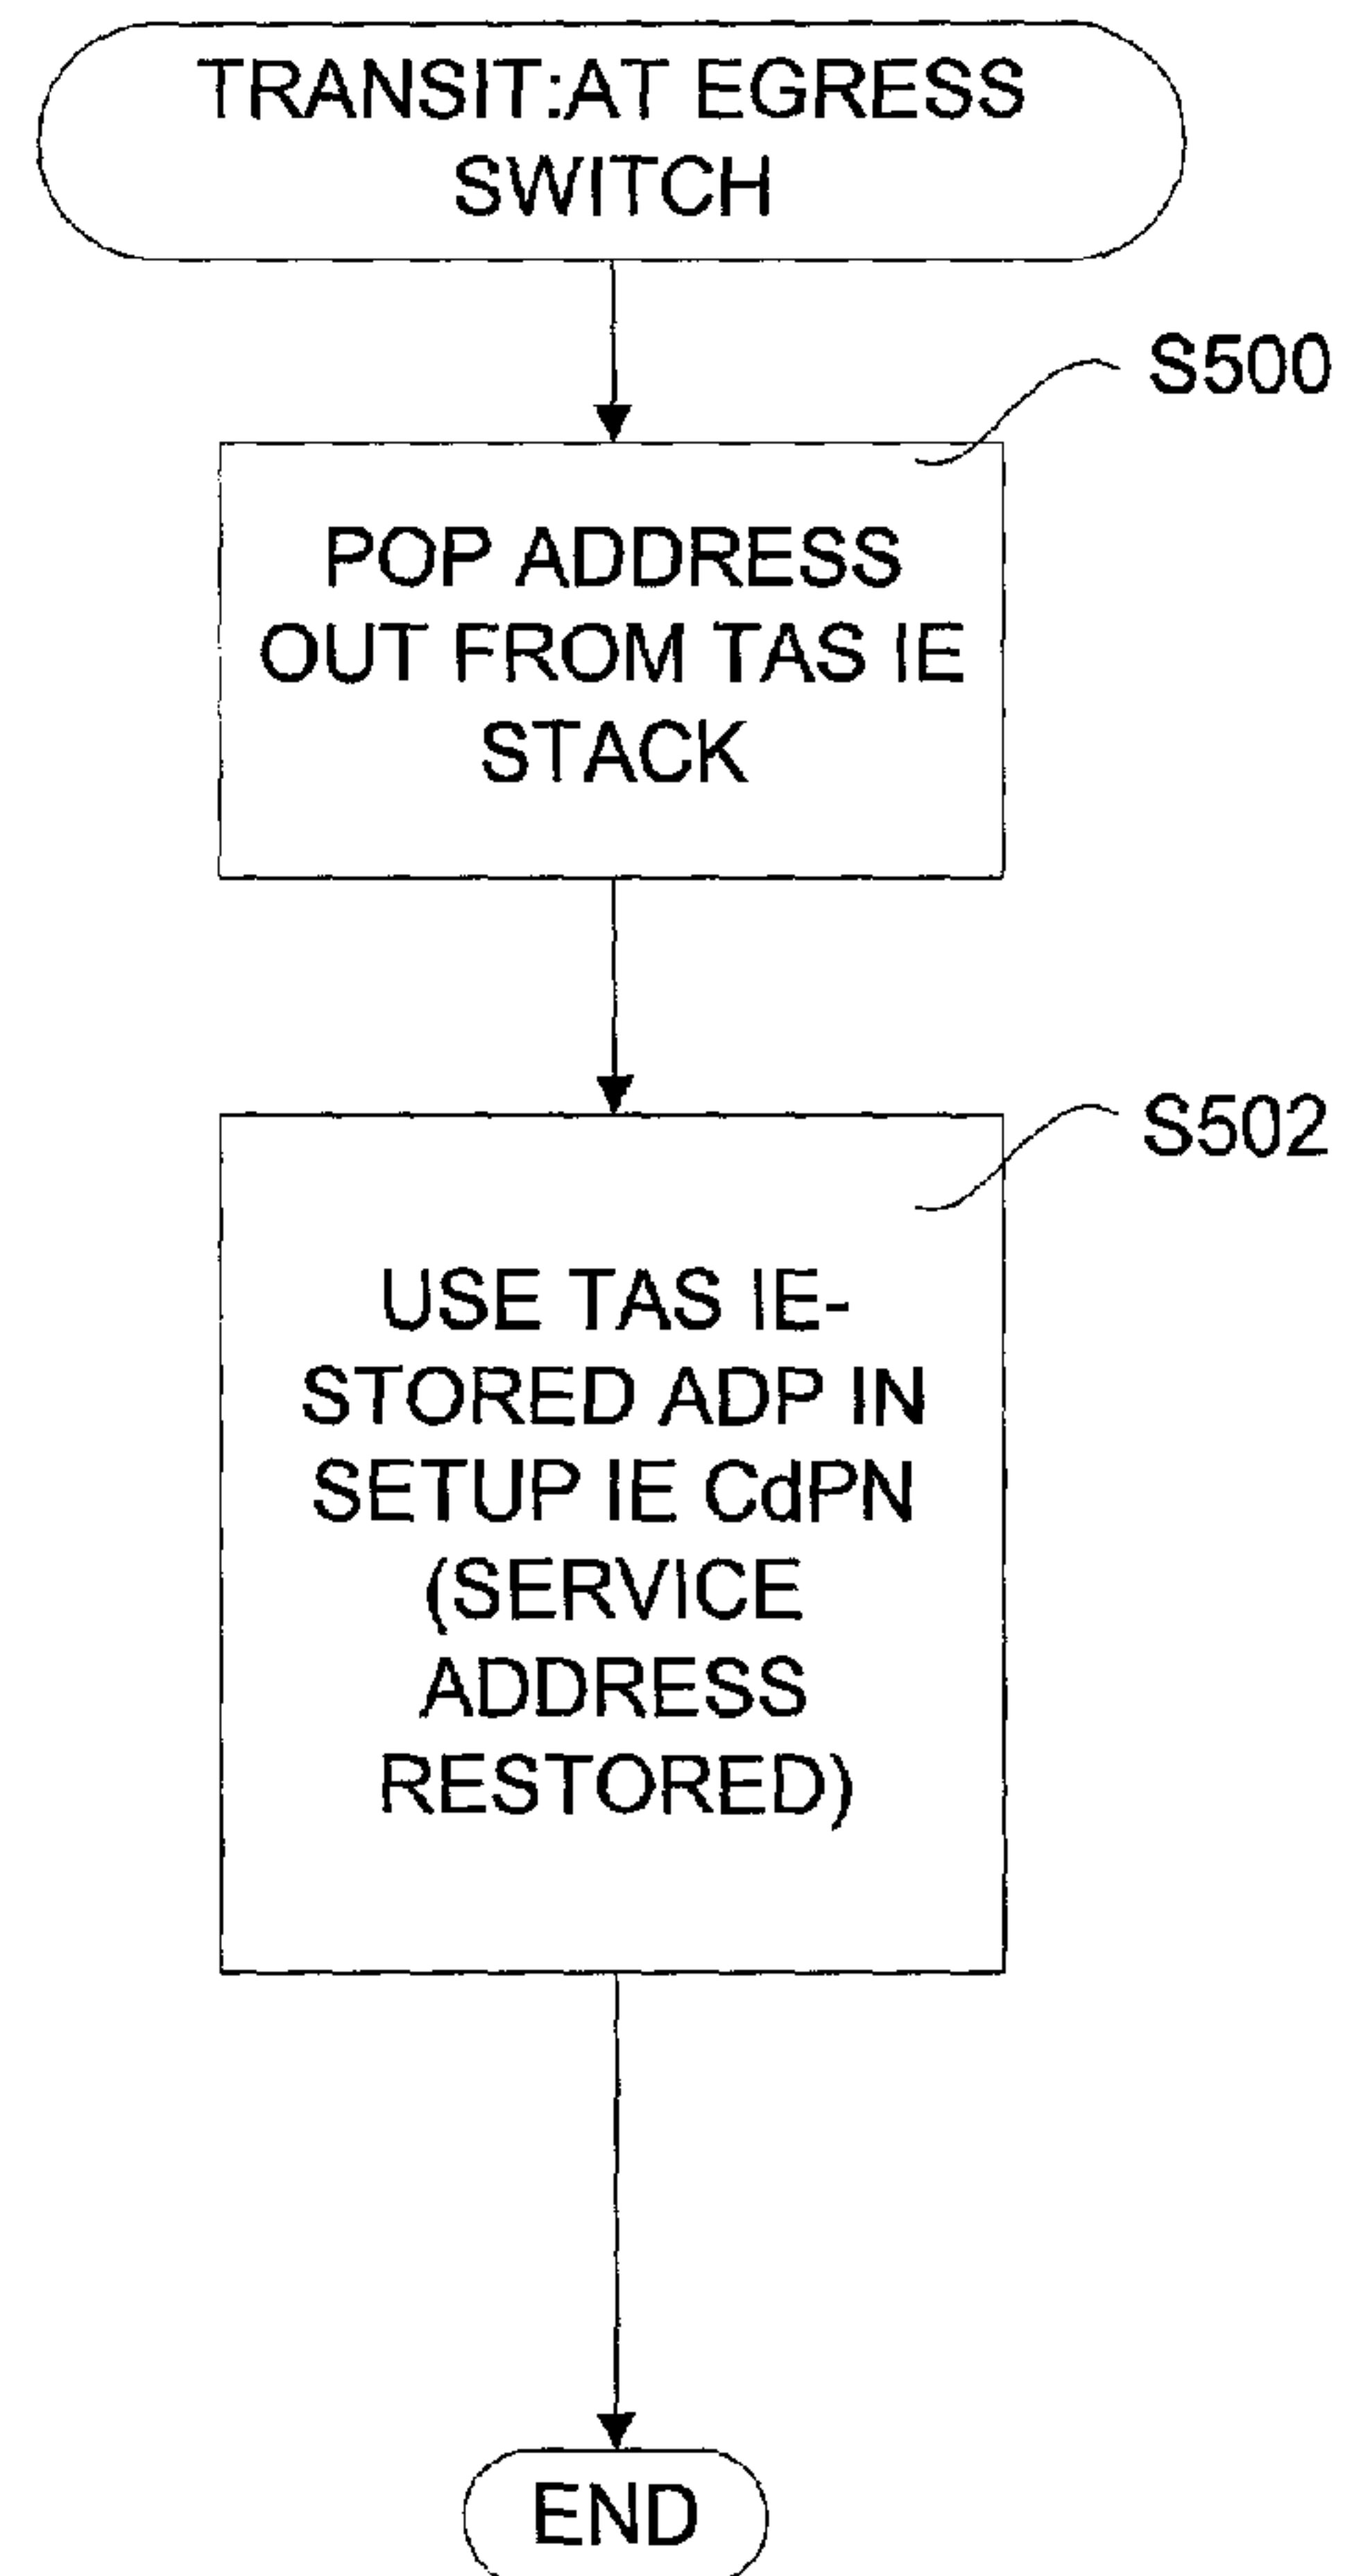 TRANSIT:AT EGRESS
SWITCH
S500
POP ADDRESS
OUT FROM TAS IE
STACK
S502
USE TAS IE-
STORED ADP IN
SETUP IE CdPN
(SERVICE
ADDRESS
RESTORED)
END